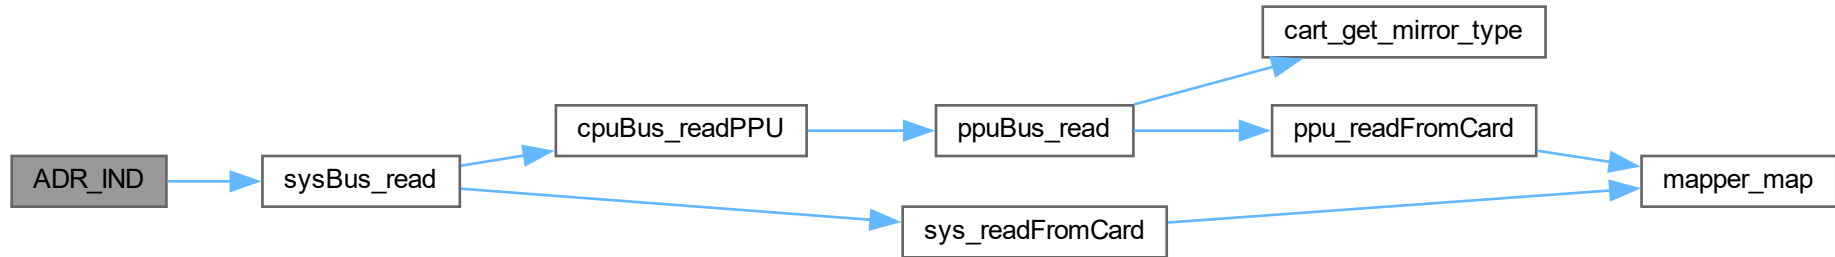 ADR_IND
sysBus_read
cpuBus_readPPU
ppuBus_read
cart_get_mirror_type
ppu_readFromCard
mapper_map
sys_readFromCard